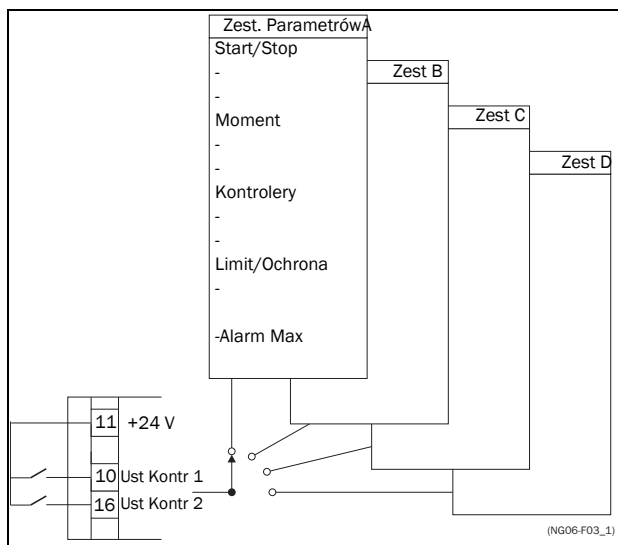 Zest. ParametrówA
Start/Stop
-
-
Moment
-
-
Kontrolery
-
-
Limit/Ochrona
-
-Alarm Max
Zest B
Zest C
Zest D
11 +24 V
10 Ust Kontr 1
16 Ust Kontr 2
(NG06-F03_1)